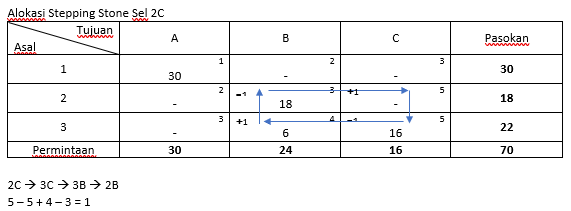 Alokasi Stepping Stone Sel 2C
Tujuan
Asal A B C Pasokan
1 30 1 - 2 - 3 30
2 - 2 -1 18 3 +1 - 5 18
3 - 3 +1 6 4 -1 16 5 22
Permintaan 30 24 16 70
2C → 3C → 3B → 2B
5 – 5 + 4 – 3 = 1